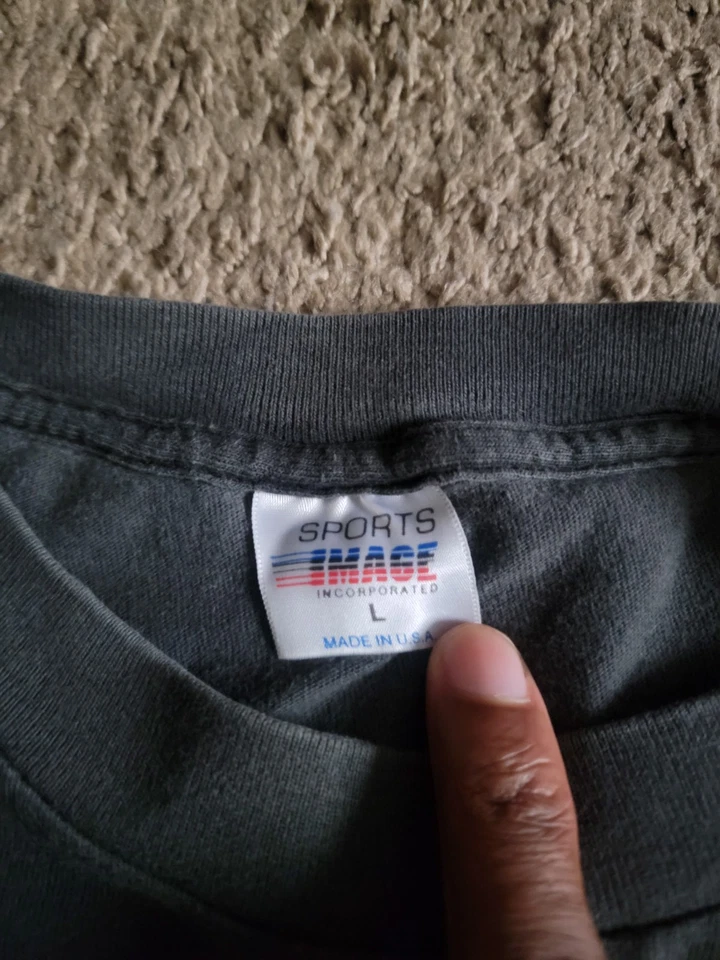 SPORTS
IMAGE
INCORPORATED
L
MADE IN U.S.A.